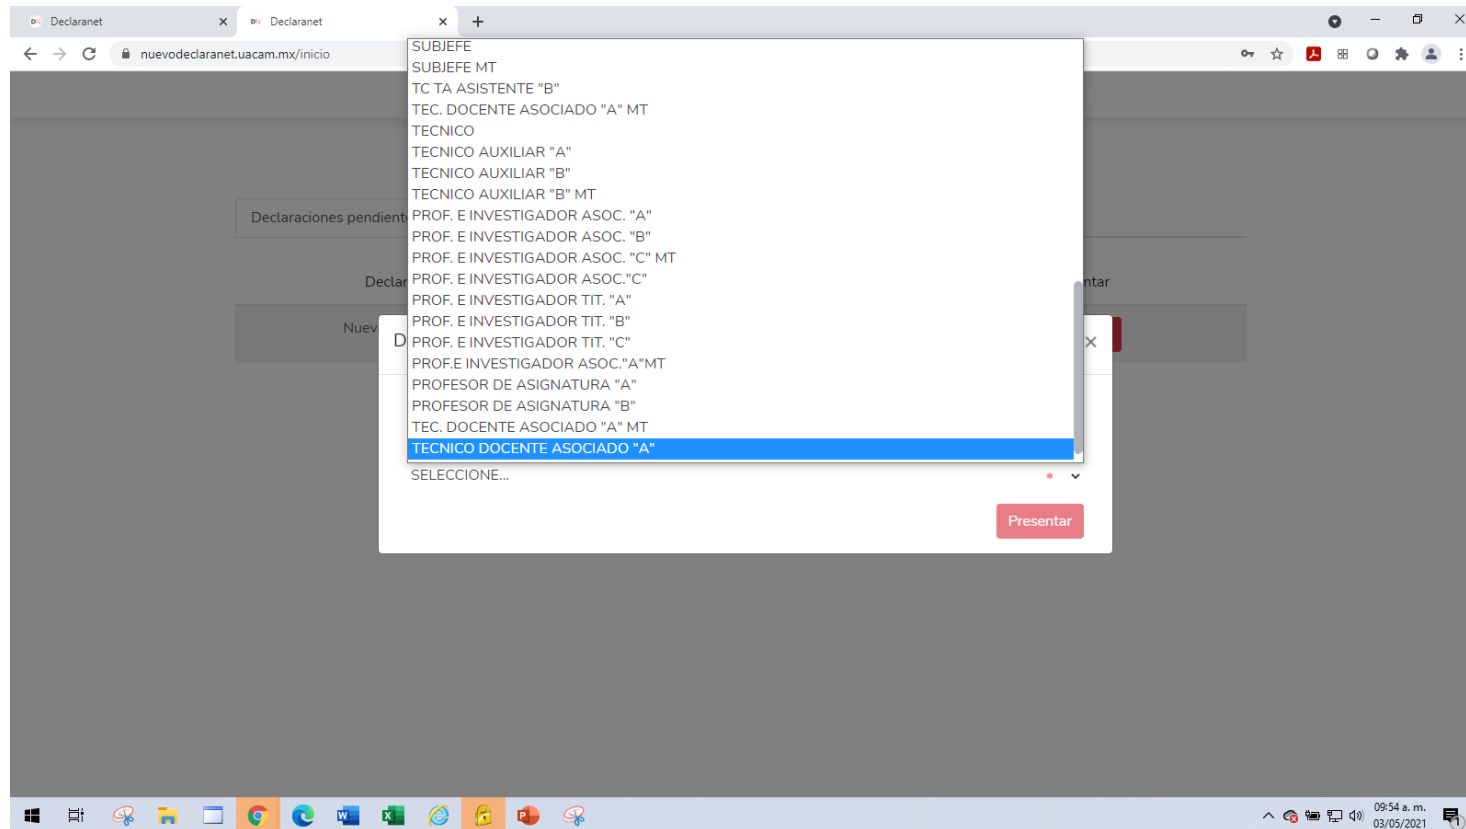 Declaranet
Declaranet
nuevodeclaranet.uacam.mx/inicio
SUBJEFE
SUBJEFE MT
TC TA ASISTENTE "B"
TEC. DOCENTE ASOCIADO "A" MT
TECNICO
TECNICO AUXILIAR "A"
TECNICO AUXILIAR "B"
TECNICO AUXILIAR "B" MT
Declaraciones pendient
PROF. E INVESTIGADOR ASOC. "A"
PROF. E INVESTIGADOR ASOC. "B"
PROF. E INVESTIGADOR ASOC. "C" MT
Declar
PROF. E INVESTIGADOR ASOC."C"
ntar
PROF. E INVESTIGADOR TIT. "A"
PROF. E INVESTIGADOR TIT. "B"
Nuev
D
PROF. E INVESTIGADOR TIT. "C"
PROF.E INVESTIGADOR ASOC."A"MT
PROFESOR DE ASIGNATURA "A"
PROFESOR DE ASIGNATURA "B"
TEC. DOCENTE ASOCIADO "A" MT
TECNICO DOCENTE ASOCIADO "A"
SELECCIONE... *
Presentar
09:54 a. m.
03/05/2021